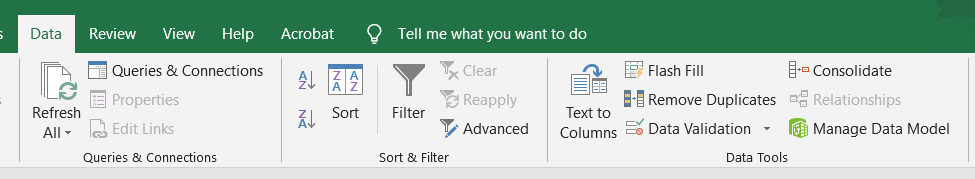 Data Review View Help Acrobat Tell me what you want to do
Refresh All
Queries & Connections
Properties
Edit Links
Queries & Connections
A Z
Z A
Z A A Z
Sort
Filter
Clear
Reapply
Advanced
Sort & Filter
Text to
Columns
Flash Fill
Remove Duplicates
Data Validation
Consolidate
Relationships
Manage Data Model
Data Tools